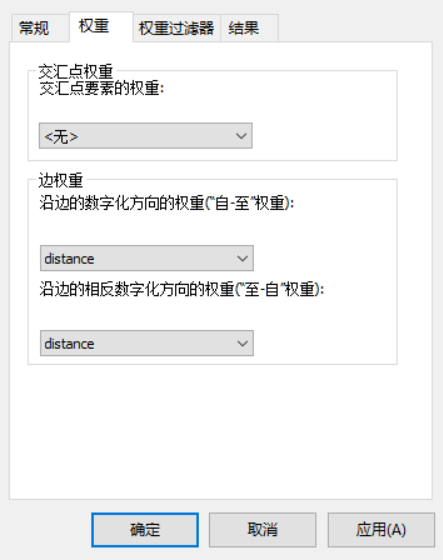 常规 权重 权重过滤器 结果
交汇点权重
交汇点要素的权重:
<无>
边权重
沿边的数字化方向的权重("自-至"权重):
distance
沿边的相反数字化方向的权重("至-自"权重):
distance
确定 取消 应用(A)